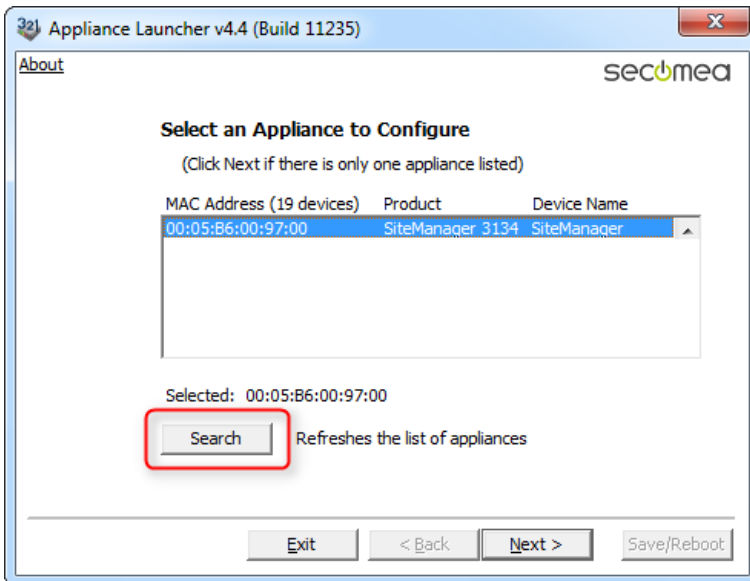 Appliance Launcher v4.4 (Build 11235)
About
secomea
Select an Appliance to Configure
(Click Next if there is only one appliance listed)
MAC Address (19 devices) Product Device Name
00:05:B6:00:97:00 SiteManager 3134 SiteManager
Selected: 00:05:B6:00:97:00
Search Refreshes the list of appliances
Exit < Back Next > Save/Reboot